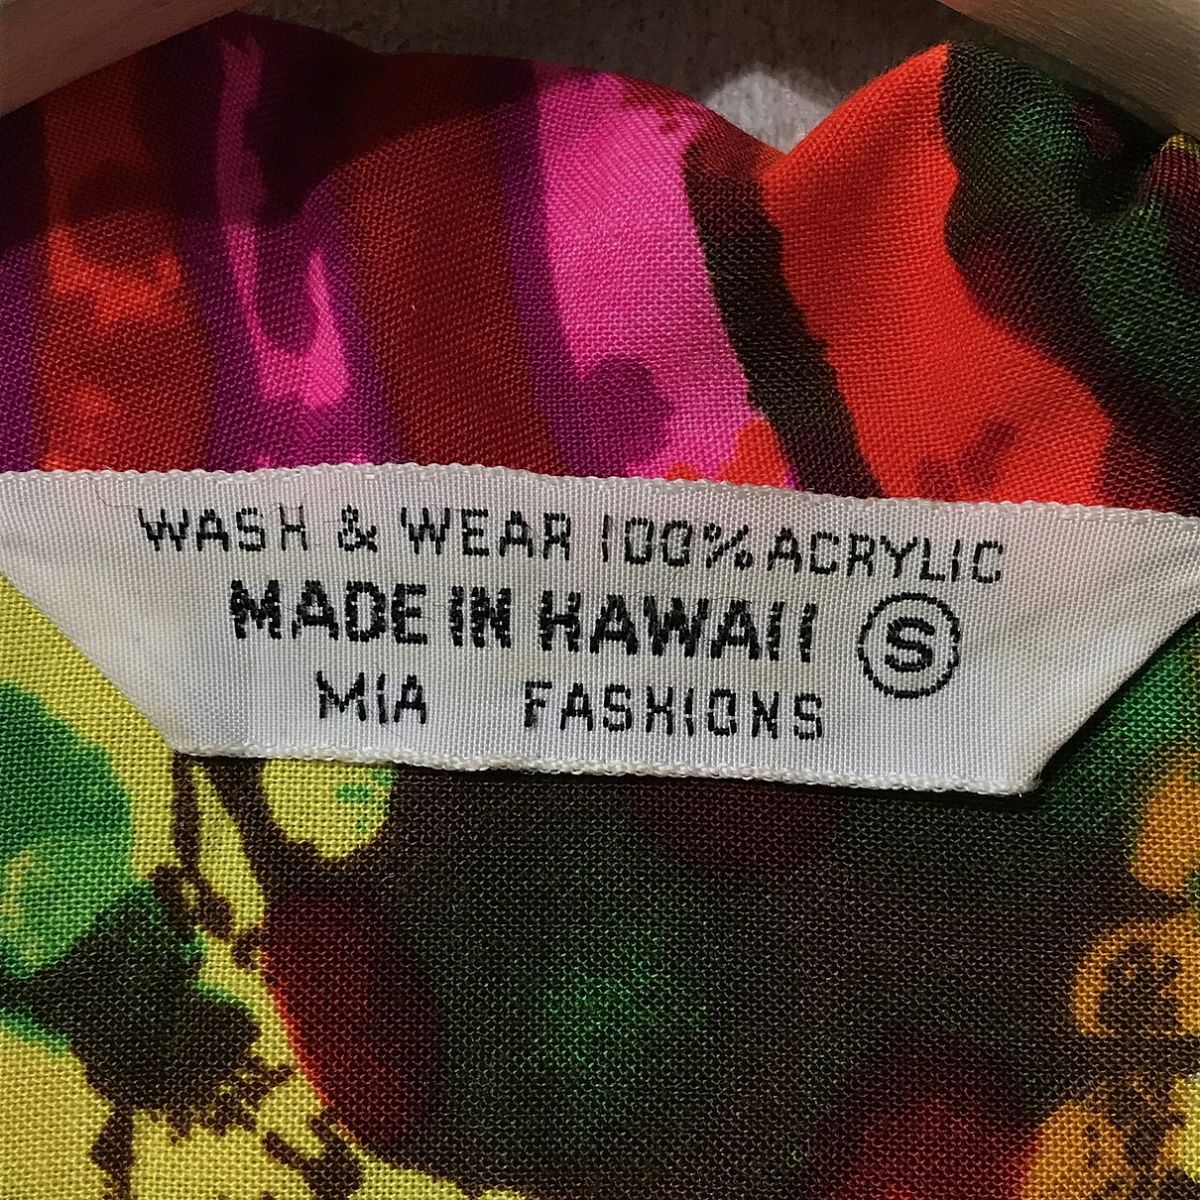 WASH & WEAR 100% ACRYLIC
MADE IN HAWAII S
MIA FASHIONS